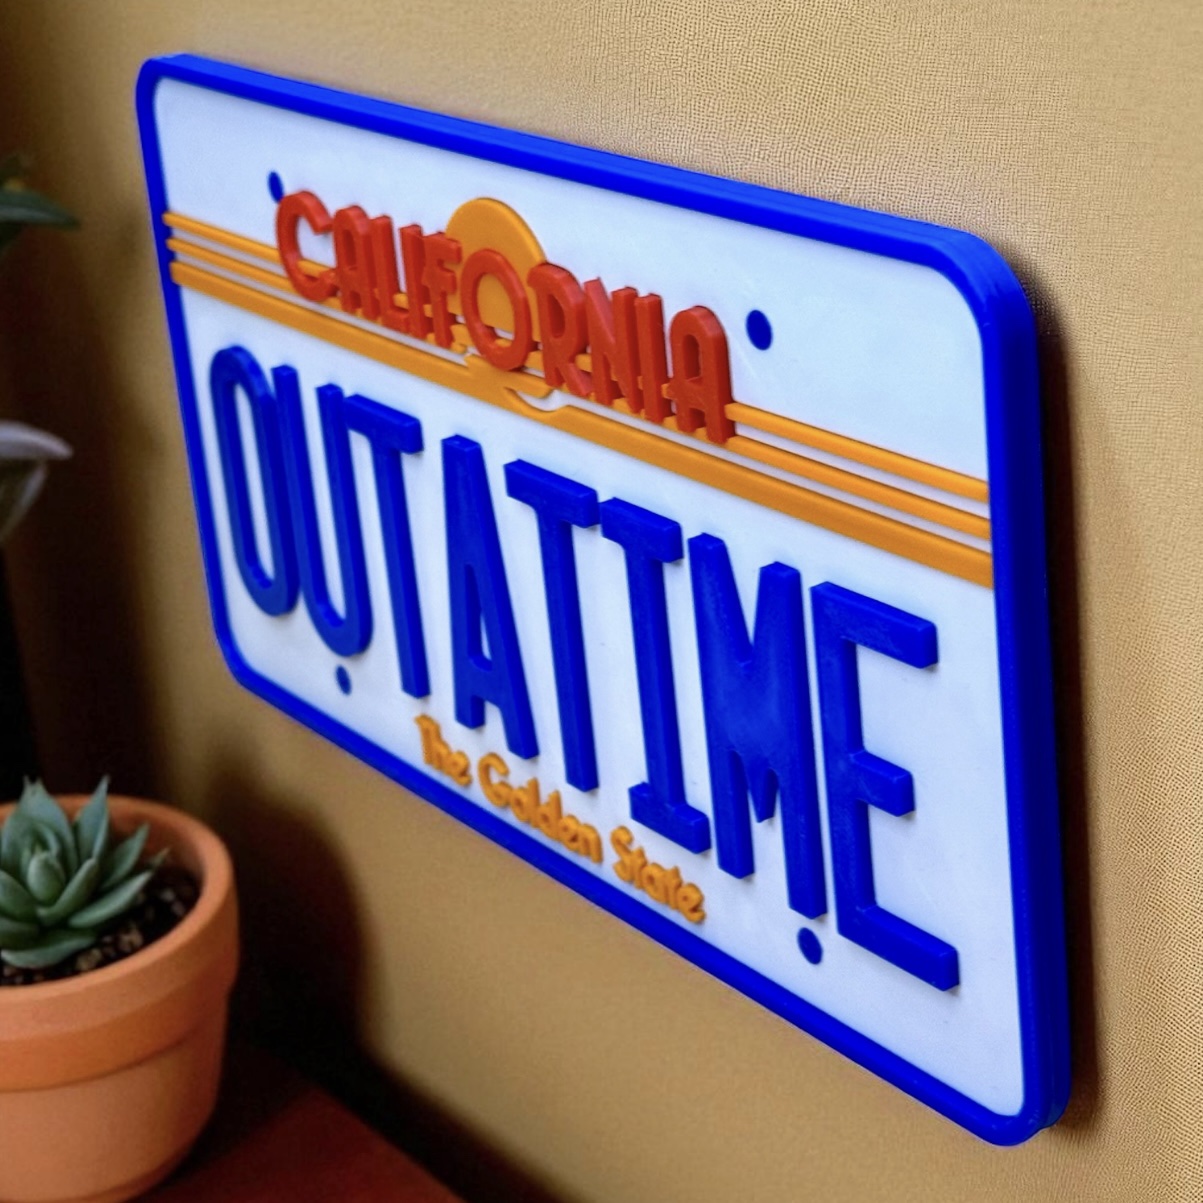 CALIFORNIA
OUTATIME
The Golden State